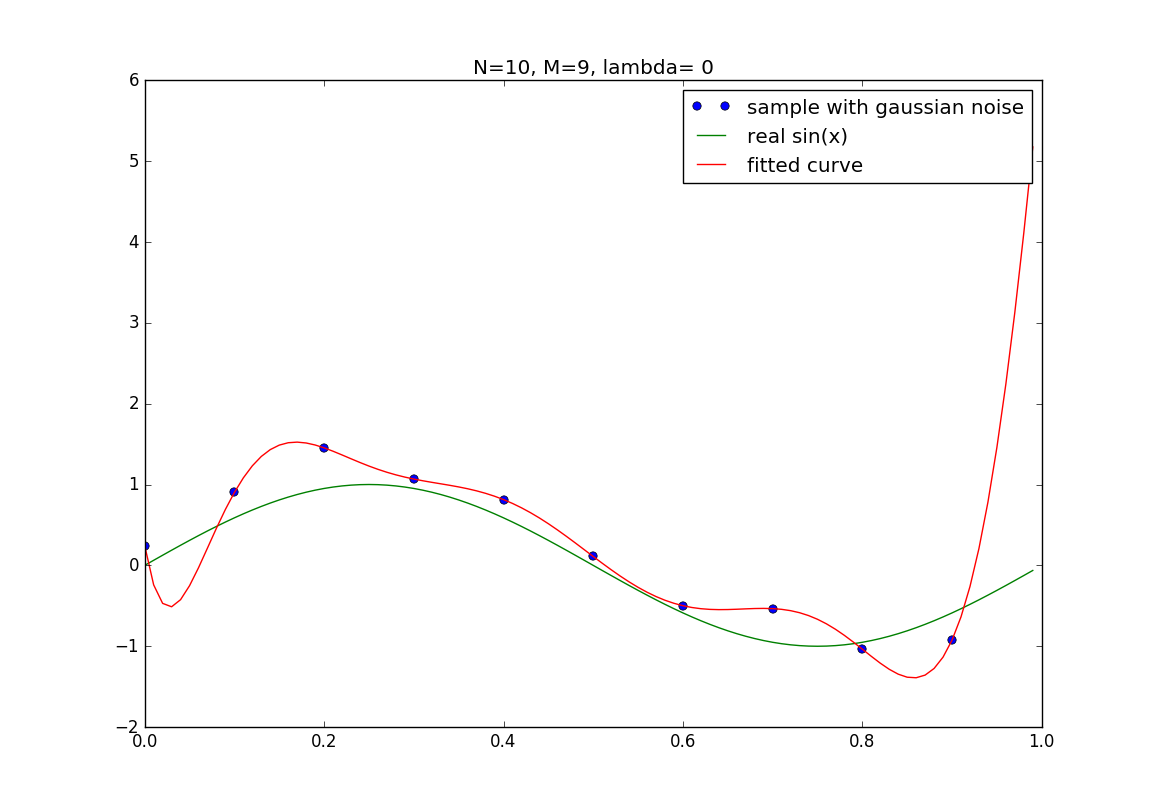 N=10, M=9, lambda= 0
6
sample with gaussian noise
real sin(x)
fitted curve
5
4
3
2
1
0
−1
−2
0.0 0.2 0.4 0.6 0.8 1.0